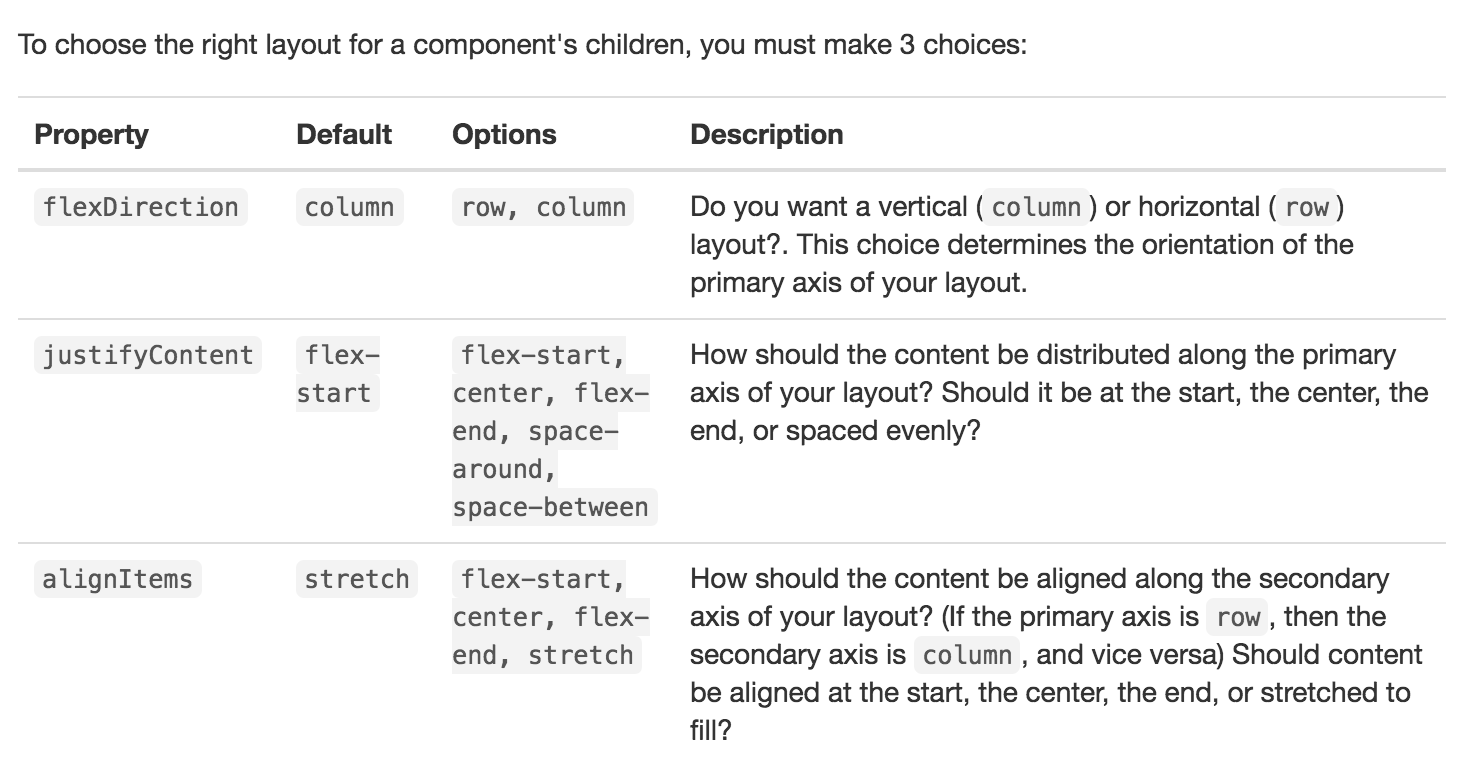 To choose the right layout for a component's children, you must make 3 choices:
Property Default Options Description
flexDirection column row, column Do you want a vertical ( column ) or horizontal ( row )
layout?. This choice determines the orientation of the
primary axis of your layout.
justifyContent flex- flex-start, How should the content be distributed along the primary
start center, flex- axis of your layout? Should it be at the start, the center, the
end, space- end, or spaced evenly?
around,
space-between
alignItems stretch flex-start, How should the content be aligned along the secondary
center, flex- axis of your layout? (If the primary axis is row , then the
end, stretch secondary axis is column , and vice versa) Should content
be aligned at the start, the center, the end, or stretched to
fill?